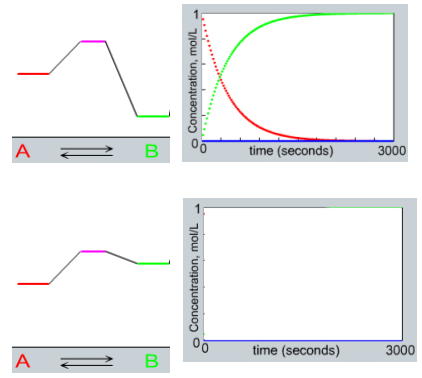 A B
Concentration, mol/L
1
0
0
3000
time (seconds)
A B
Concentration, mol/L
1
0
0
3000
time (seconds)